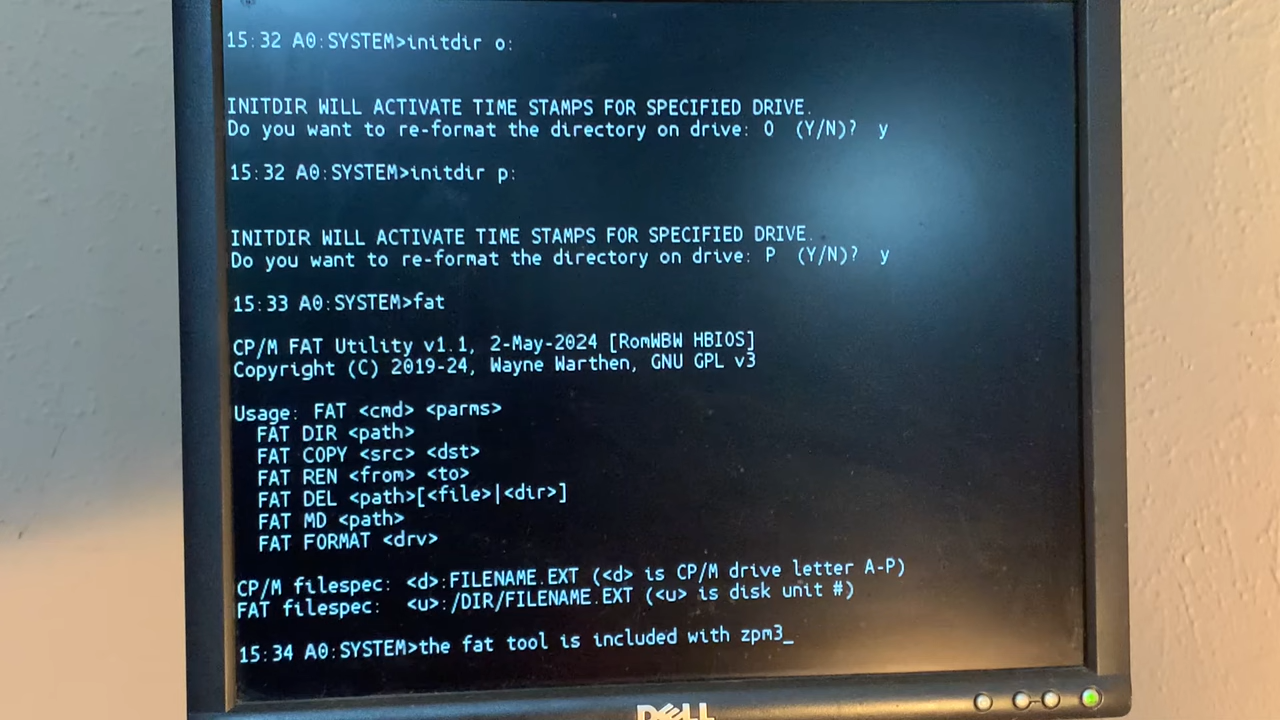 15:32 A0:SYSTEM>initdir o:
INITDIR WILL ACTIVATE TIME STAMPS FOR SPECIFIED DRIVE.
Do you want to re-format the directory on drive: O (Y/N)? y
15:32 A0:SYSTEM>initdir p:
INITDIR WILL ACTIVATE TIME STAMPS FOR SPECIFIED DRIVE.
Do you want to re-format the directory on drive: P (Y/N)? y
15:33 A0:SYSTEM>fat
CP/M FAT Utility v1.1, 2-May-2024 [RomWBW HBIOS]
Copyright (C) 2019-24, Wayne Warthen, GNU GPL v3
Usage: FAT <cmd> <parms>
FAT DIR <path>
FAT COPY <src> <dst>
FAT REN <from> <to>
FAT DEL <path>[<file>|<dir>]
FAT MD <path>
FAT FORMAT <drv>
CP/M filespec: <d>:FILENAME.EXT (<d> is CP/M drive letter A-P)
FAT filespec: <u>:/DIR/FILENAME.EXT (<u> is disk unit #)
15:34 A0:SYSTEM>the fat tool is included with zpm3_
DELL